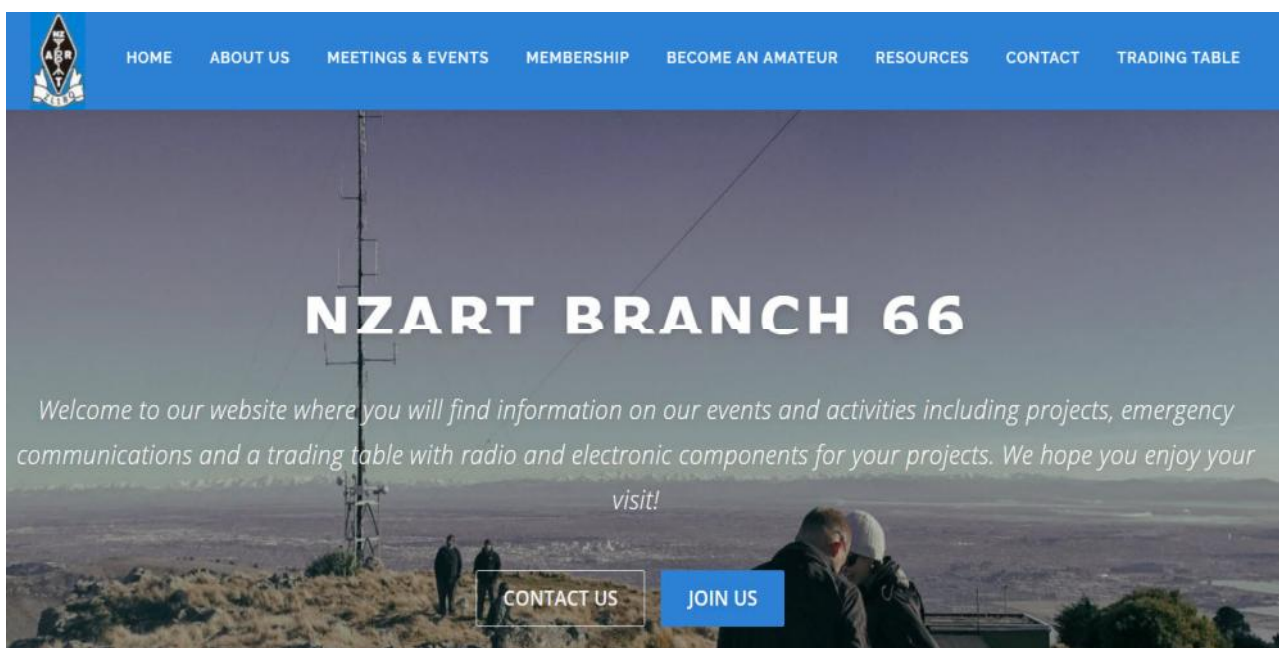 NZ
ABR
HOME ABOUT US MEETINGS & EVENTS MEMBERSHIP BECOME AN AMATEUR RESOURCES CONTACT TRADING TABLE
NZART BRANCH 66
Welcome to our website where you will find information on our events and activities including projects, emergency
communications and a trading table with radio and electronic components for your projects. We hope you enjoy your
visit!
CONTACT US JOIN US